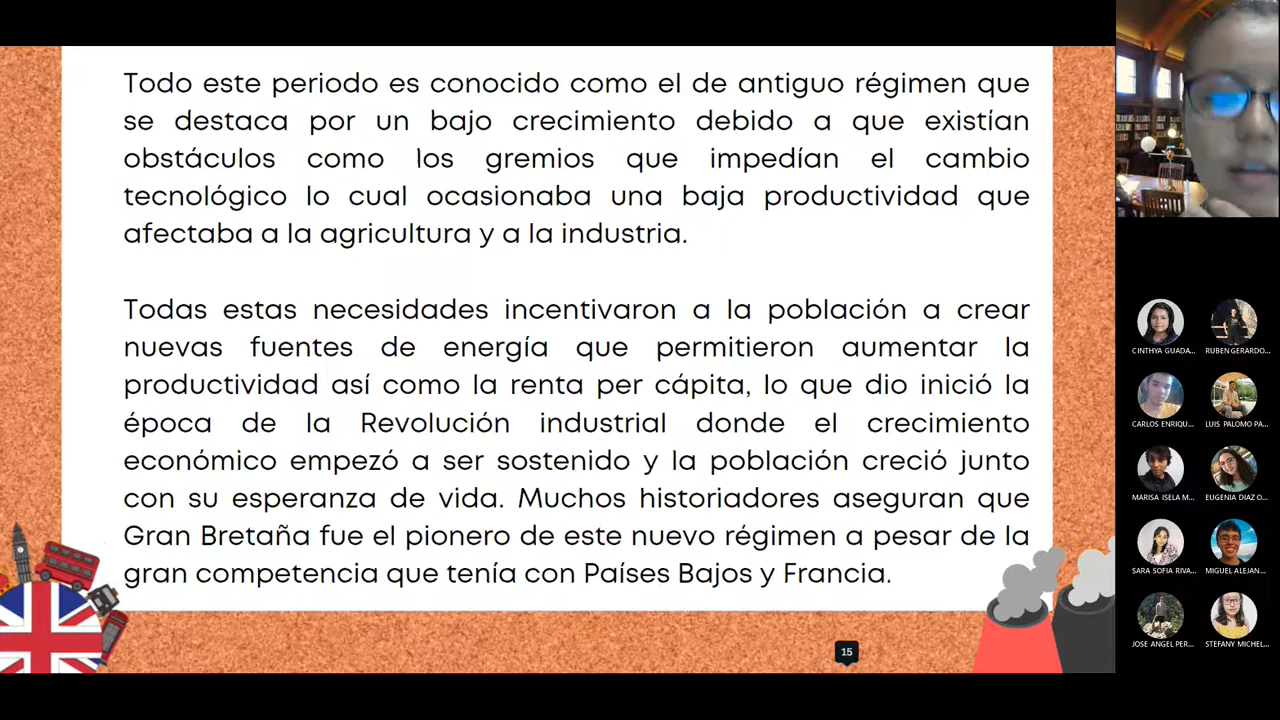 Todo este periodo es conocido como el de antiguo régimen que
se destaca por un bajo crecimiento debido a que existían
obstáculos como los gremios que impedían el cambio
tecnológico lo cual ocasionaba una baja productividad que
afectaba a la agricultura y a la industria.
Todas estas necesidades incentivaron a la población a crear
nuevas fuentes de energía que permitieron aumentar la
productividad así como la renta per cápita, lo que dio inició la
época de la Revolución industrial donde el crecimiento
económico empezó a ser sostenido y la población creció junto
con su esperanza de vida. Muchos historiadores aseguran que
Gran Bretaña fue el pionero de este nuevo régimen a pesar de la
gran competencia que tenía con Países Bajos y Francia.
15
CINTHYA GUADA...
RUBEN GERARDO...
CARLOS ENRIQU...
LUIS PALOMO PA...
MARISA ISELA M...
EUGENIA DIAZ O...
SARA SOFIA RIVA...
MIGUEL ALEJAN...
JOSE ANGEL PER...
STEFANY MICHEL...